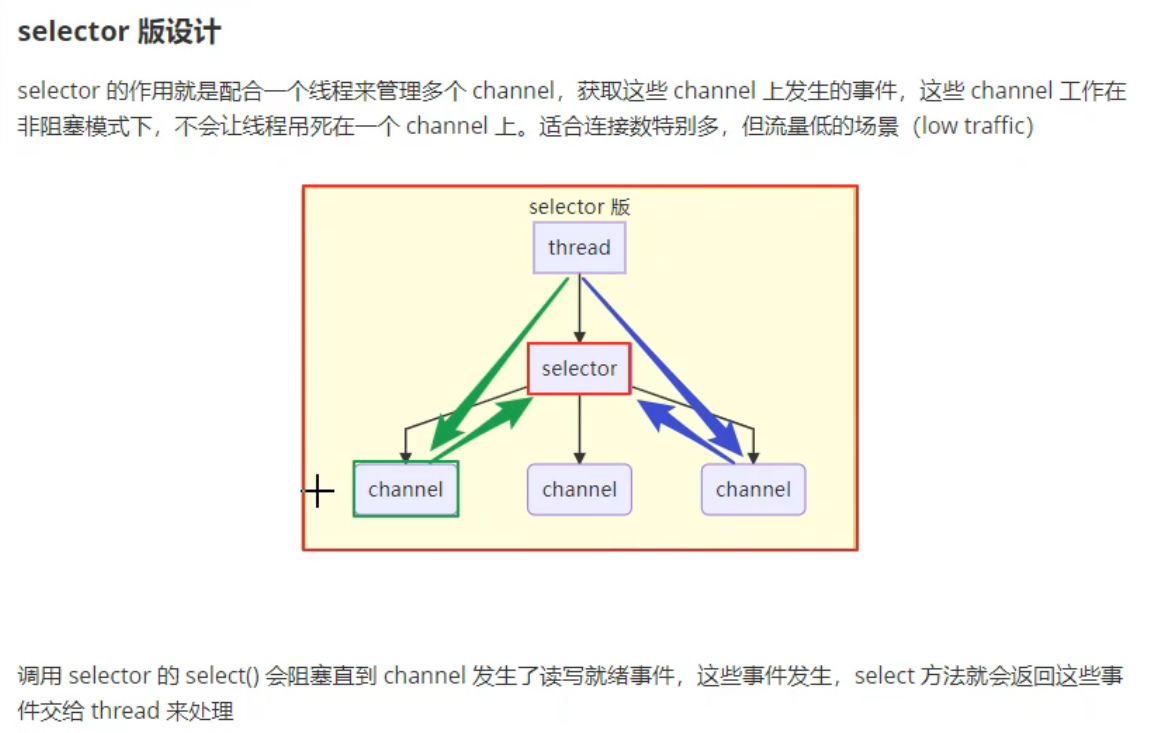 selector 版设计
selector 的作用就是配合一个线程来管理多个 channel，获取这些 channel 上发生的事件，这些 channel 工作在
非阻塞模式下，不会让线程吊死在一个 channel 上。适合连接数特别多，但流量低的场景（low traffic）
selector 版
thread
selector
channel
channel
channel
调用 selector 的 select() 会阻塞直到 channel 发生了读写就绪事件，这些事件发生，select 方法就会返回这些事
件交给 thread 来处理